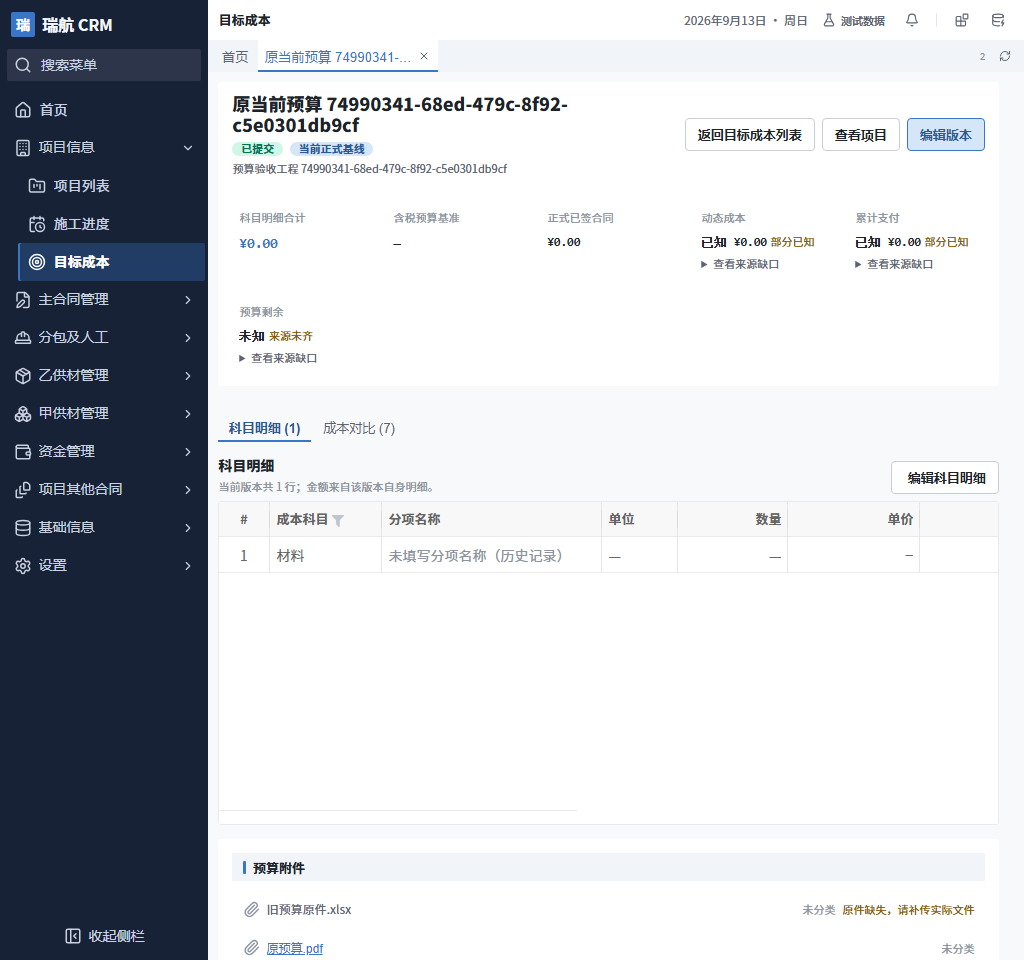 瑞 瑞航 CRM
搜索菜单
首页
项目信息
项目列表
施工进度
目标成本
主合同管理
分包及人工
乙供材管理
甲供材管理
资金管理
项目其他合同
基础信息
设置
收起侧栏
目标成本
2026年9月13日 • 周日 测试数据
首页 原当前预算 74990341-... × 2
原当前预算 74990341-68ed-479c-8f92-
c5e0301db9cf
已提交 当前正式基线
预算验收工程 74990341-68ed-479c-8f92-c5e0301db9cf
返回目标成本列表 查看项目 编辑版本
科目明细合计 含税预算基准 正式已签合同 动态成本 累计支付
¥0.00 – ¥0.00 已知 ¥0.00 部分已知 已知 ¥0.00 部分已知
查看来源缺口 查看来源缺口
预算剩余
未知 来源未齐
查看来源缺口
科目明细 (1) 成本对比 (7)
科目明细
当前版本共 1 行；金额来自该版本自身明细。
编辑科目明细
# 成本科目 分项名称 单位 数量 单价
1 材料 未填写分项名称（历史记录） — — –
预算附件
旧预算原件.xlsx 未分类 原件缺失，请补传实际文件
原预算.pdf 未分类